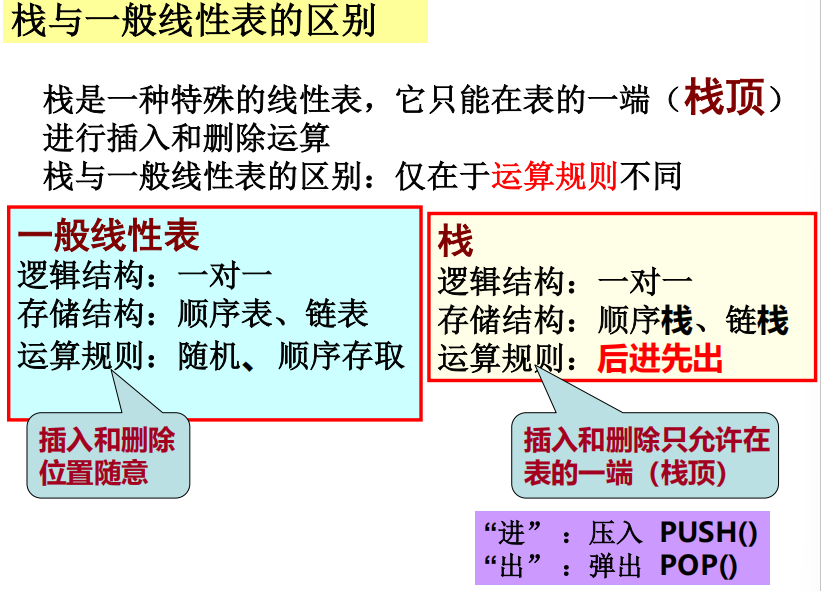 栈与一般线性表的区别
栈是一种特殊的线性表，它只能在表的一端（栈顶）
进行插入和删除运算
栈与一般线性表的区别：仅在于运算规则不同
一般线性表
逻辑结构：一对一
存储结构：顺序表、链表
运算规则：随机、顺序存取
插入和删除
位置随意
栈
逻辑结构：一对一
存储结构：顺序栈、链栈
运算规则：后进先出
插入和删除只允许在
表的一端（栈顶）
“进”：压入 PUSH()
“出”：弹出 POP()